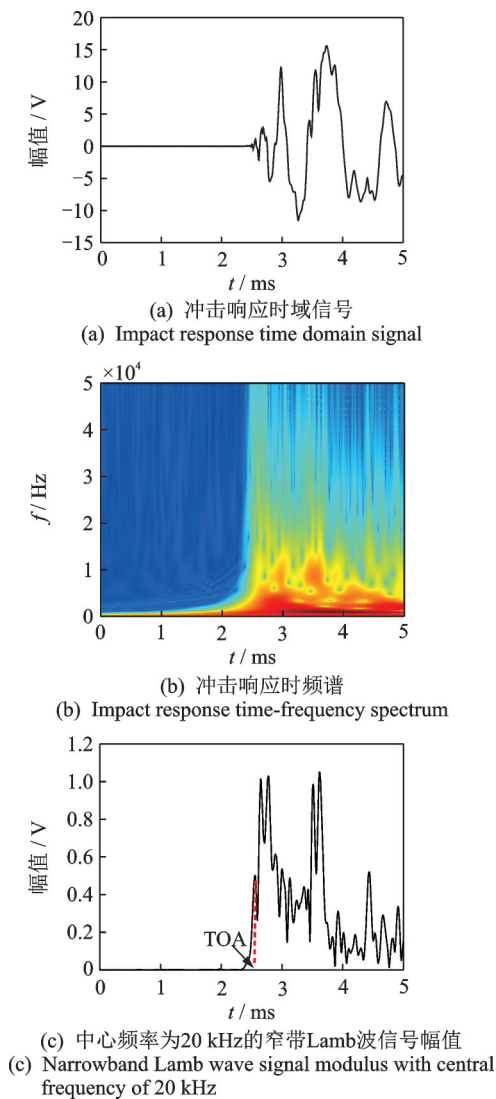 20
15
10
5
0
−5
−10
−15
幅值 / V
0 1 2 3 4 5
t / ms
(a) 冲击响应时域信号
(a) Impact response time domain signal
×10⁴
5
4
3
2
1
0
f / Hz
0 1 2 3 4 5
t / ms
(b) 冲击响应时频谱
(b) Impact response time-frequency spectrum
1.2
1.0
0.8
0.6
0.4
0.2
0
幅值 / V
TOA
0 1 2 3 4 5
t / ms
(c) 中心频率为20 kHz的窄带Lamb波信号幅值
(c) Narrowband Lamb wave signal modulus with central
frequency of 20 kHz